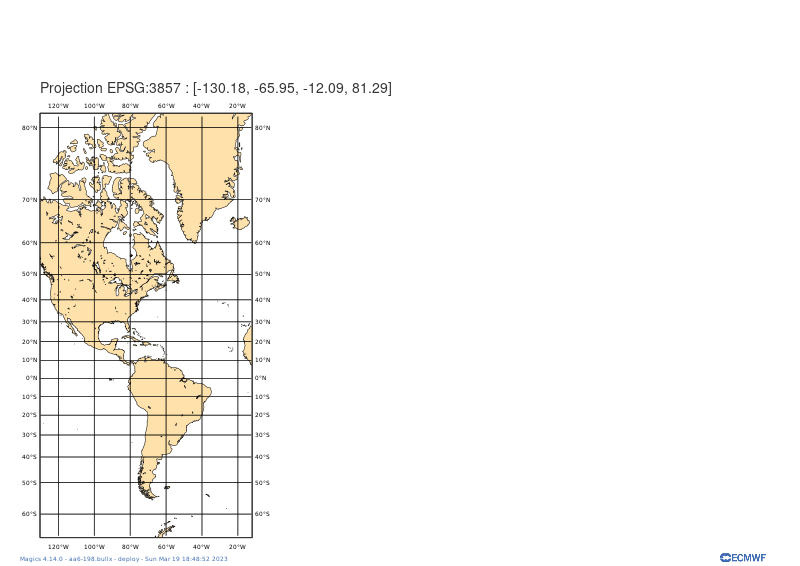 Projection EPSG:3857 : [-130.18, -65.95, -12.09, 81.29]
120°W 100°W 80°W 60°W 40°W 20°W
80°N 80°N
70°N 70°N
60°N 60°N
50°N 50°N
40°N 40°N
30°N 30°N
20°N 20°N
10°N 10°N
0°N 0°N
10°S 10°S
20°S 20°S
30°S 30°S
40°S 40°S
50°S 50°S
60°S 60°S
120°W 100°W 80°W 60°W 40°W 20°W
Magics 4.14.0 - aa6-198.bullx - deploy - Sun Mar 19 18:48:52 2023
ECMWF